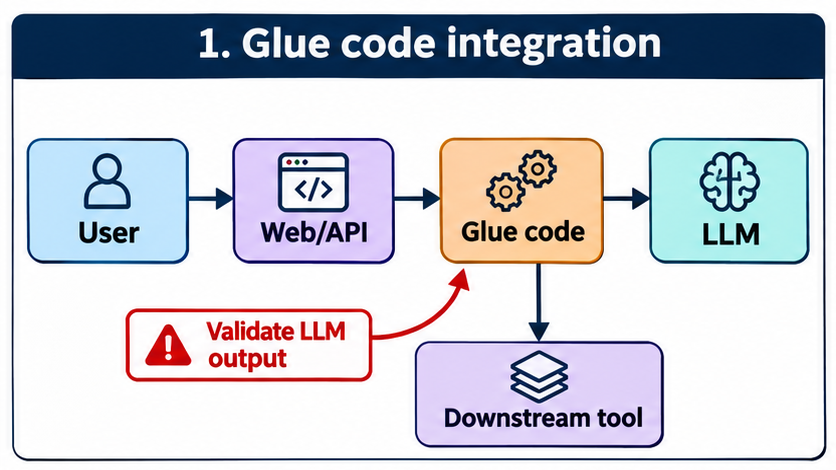 1. Glue code integration
User
Web/API
Glue code
LLM
Validate LLM
output
Downstream tool